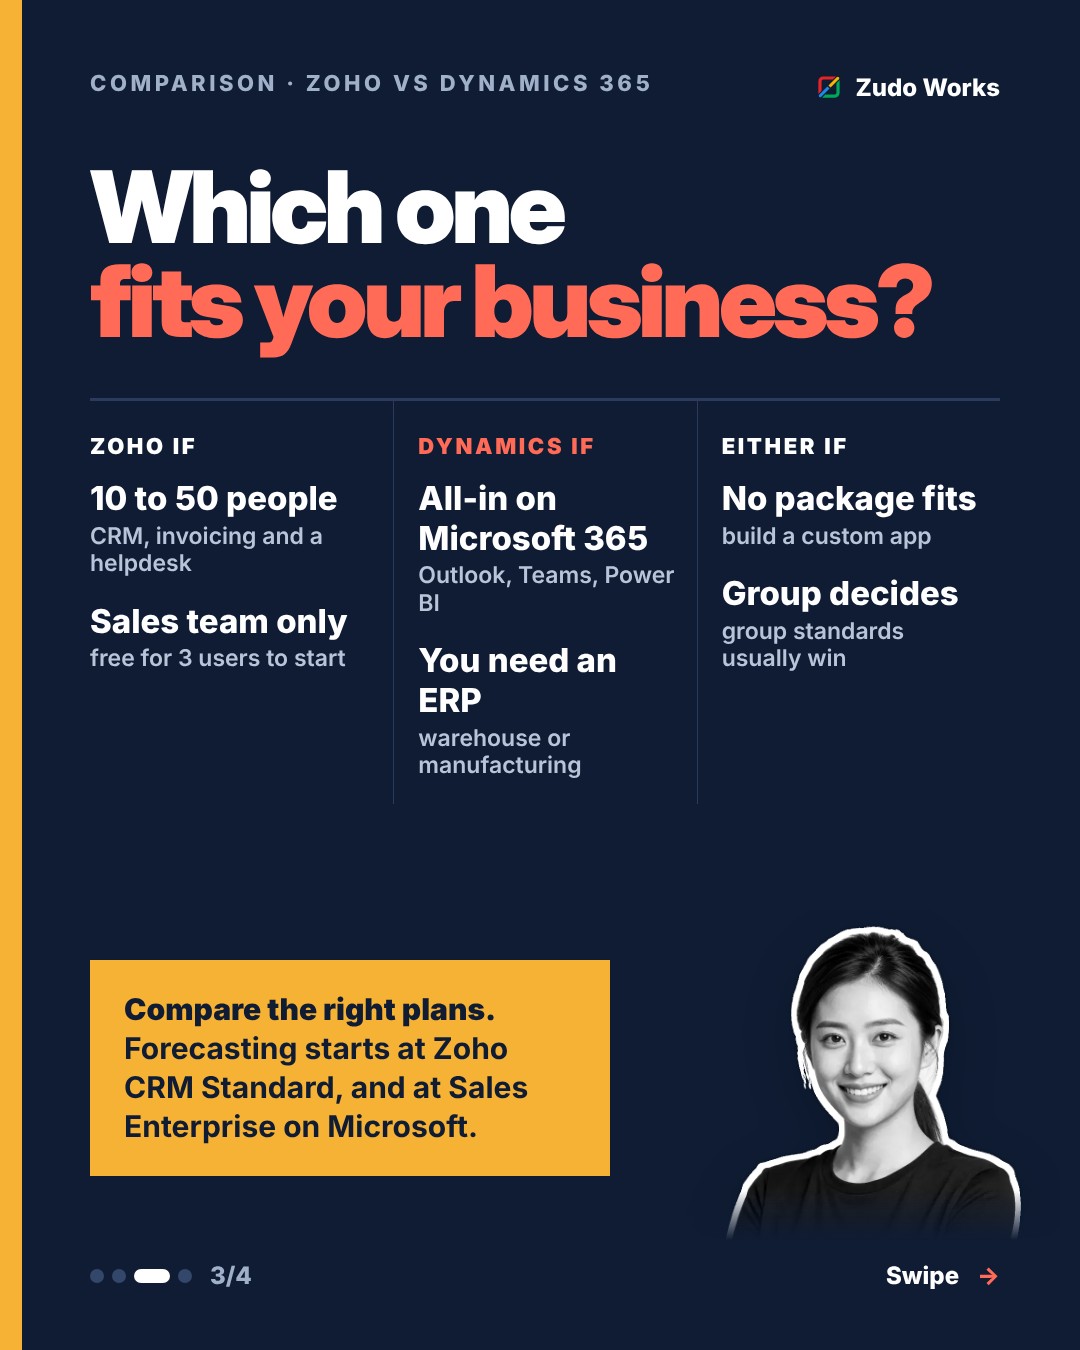 COMPARISON · ZOHO VS DYNAMICS 365
Zudo Works
Which one
fits your business?
ZOHO IF
10 to 50 people
CRM, invoicing and a
helpdesk
Sales team only
free for 3 users to start
DYNAMICS IF
All-in on
Microsoft 365
Outlook, Teams, Power
BI
You need an
ERP
warehouse or
manufacturing
EITHER IF
No package fits
build a custom app
Group decides
group standards
usually win
Compare the right plans.
Forecasting starts at Zoho
CRM Standard, and at Sales
Enterprise on Microsoft.
3/4
Swipe →